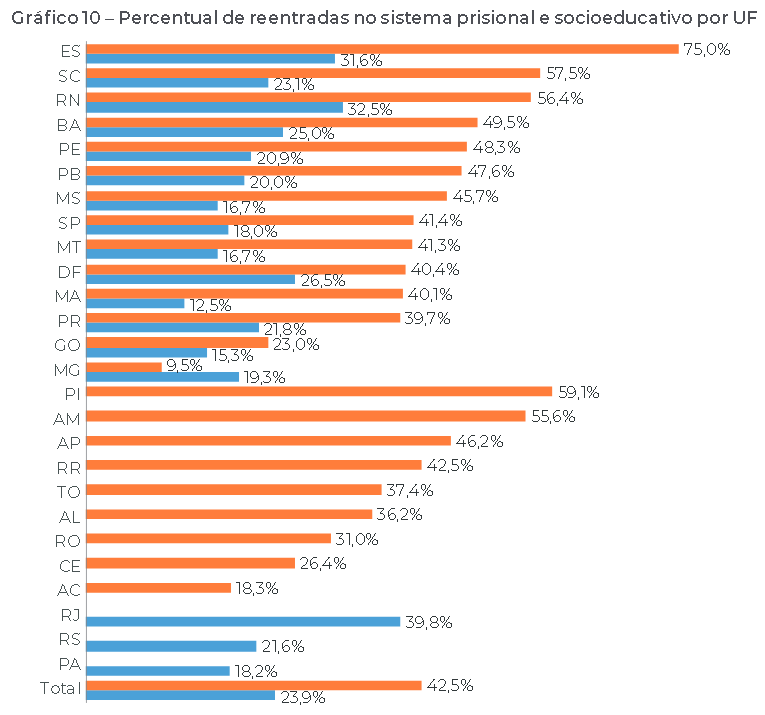 Gráfico 10 – Percentual de reentradas no sistema prisional e socioeducativo por UF
ES 75,0%
31,6%
SC 57,5%
23,1%
RN 56,4%
32,5%
BA 49,5%
25,0%
PE 48,3%
20,9%
PB 47,6%
20,0%
MS 45,7%
16,7%
SP 41,4%
18,0%
MT 41,3%
16,7%
DF 40,4%
26,5%
MA 40,1%
12,5%
PR 39,7%
21,8%
GO 23,0%
15,3%
MG 9,5%
19,3%
PI 59,1%
AM 55,6%
AP 46,2%
RR 42,5%
TO 37,4%
AL 36,2%
RO 31,0%
CE 26,4%
AC 18,3%
RJ 39,8%
RS 21,6%
PA 18,2%
Total 42,5%
23,9%